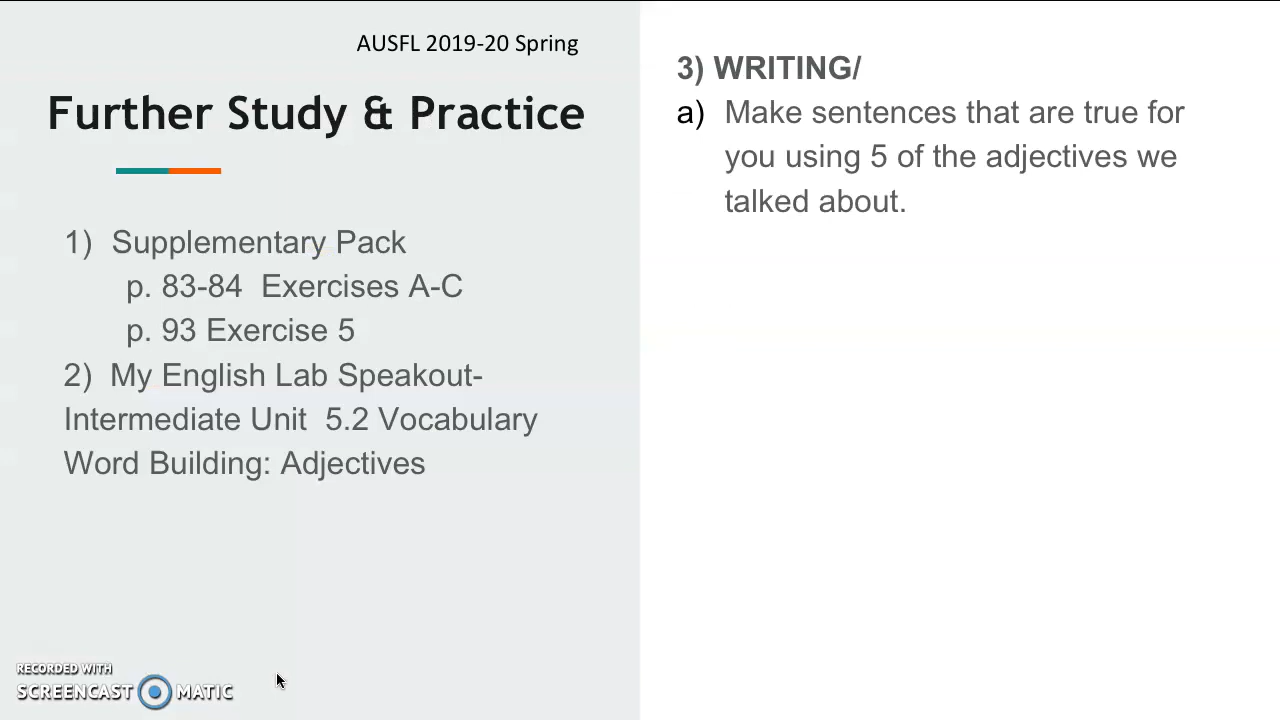 AUSFL 2019-20 Spring
Further Study & Practice
1) Supplementary Pack
p. 83-84 Exercises A-C
p. 93 Exercise 5
2) My English Lab Speakout-
Intermediate Unit 5.2 Vocabulary
Word Building: Adjectives
3) WRITING/
a) Make sentences that are true for
you using 5 of the adjectives we
talked about.
RECORDED WITH
SCREENCAST MATIC